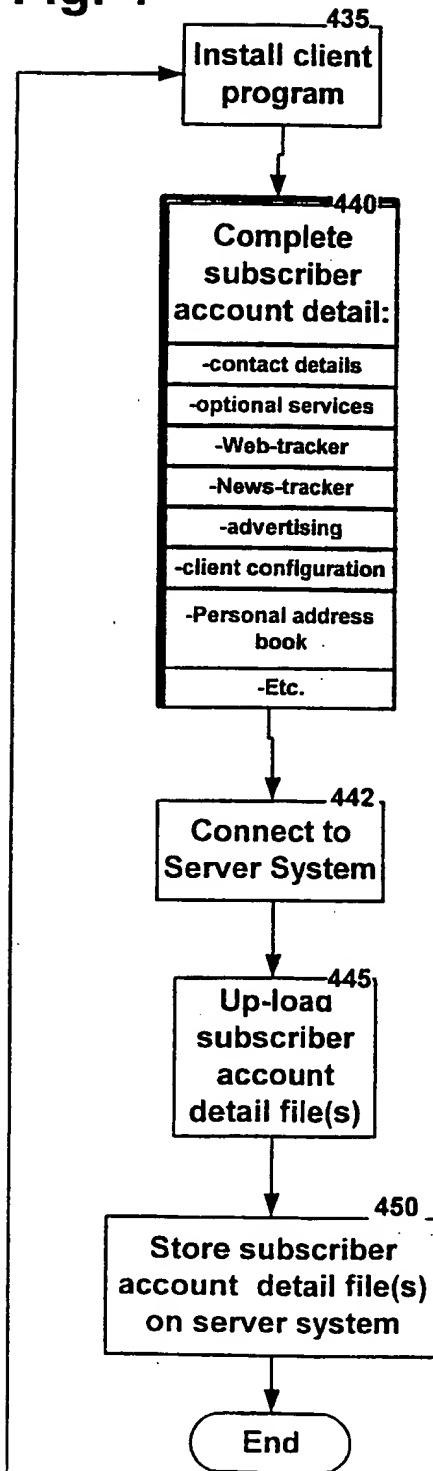 435
Install client
program
440
Complete
subscriber
account detail:
-contact details
-optional services
-Web-tracker
-News-tracker
-advertising
-client configuration
-Personal address
book
-Etc.
442
Connect to
Server System
445
Up-load
subscriber
account
detail file(s)
450
Store subscriber
account detail file(s)
on server system
End